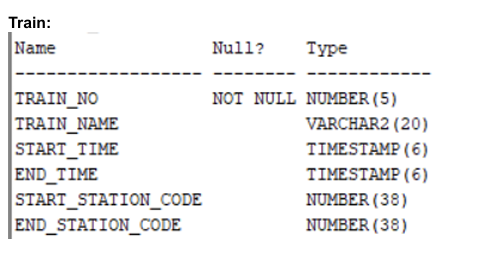 Train:
Name Null? Type
------------------ -------- ------------
TRAIN_NO NOT NULL NUMBER(5)
TRAIN_NAME VARCHAR2(20)
START_TIME TIMESTAMP(6)
END_TIME TIMESTAMP(6)
START_STATION_CODE NUMBER(38)
END_STATION_CODE NUMBER(38)